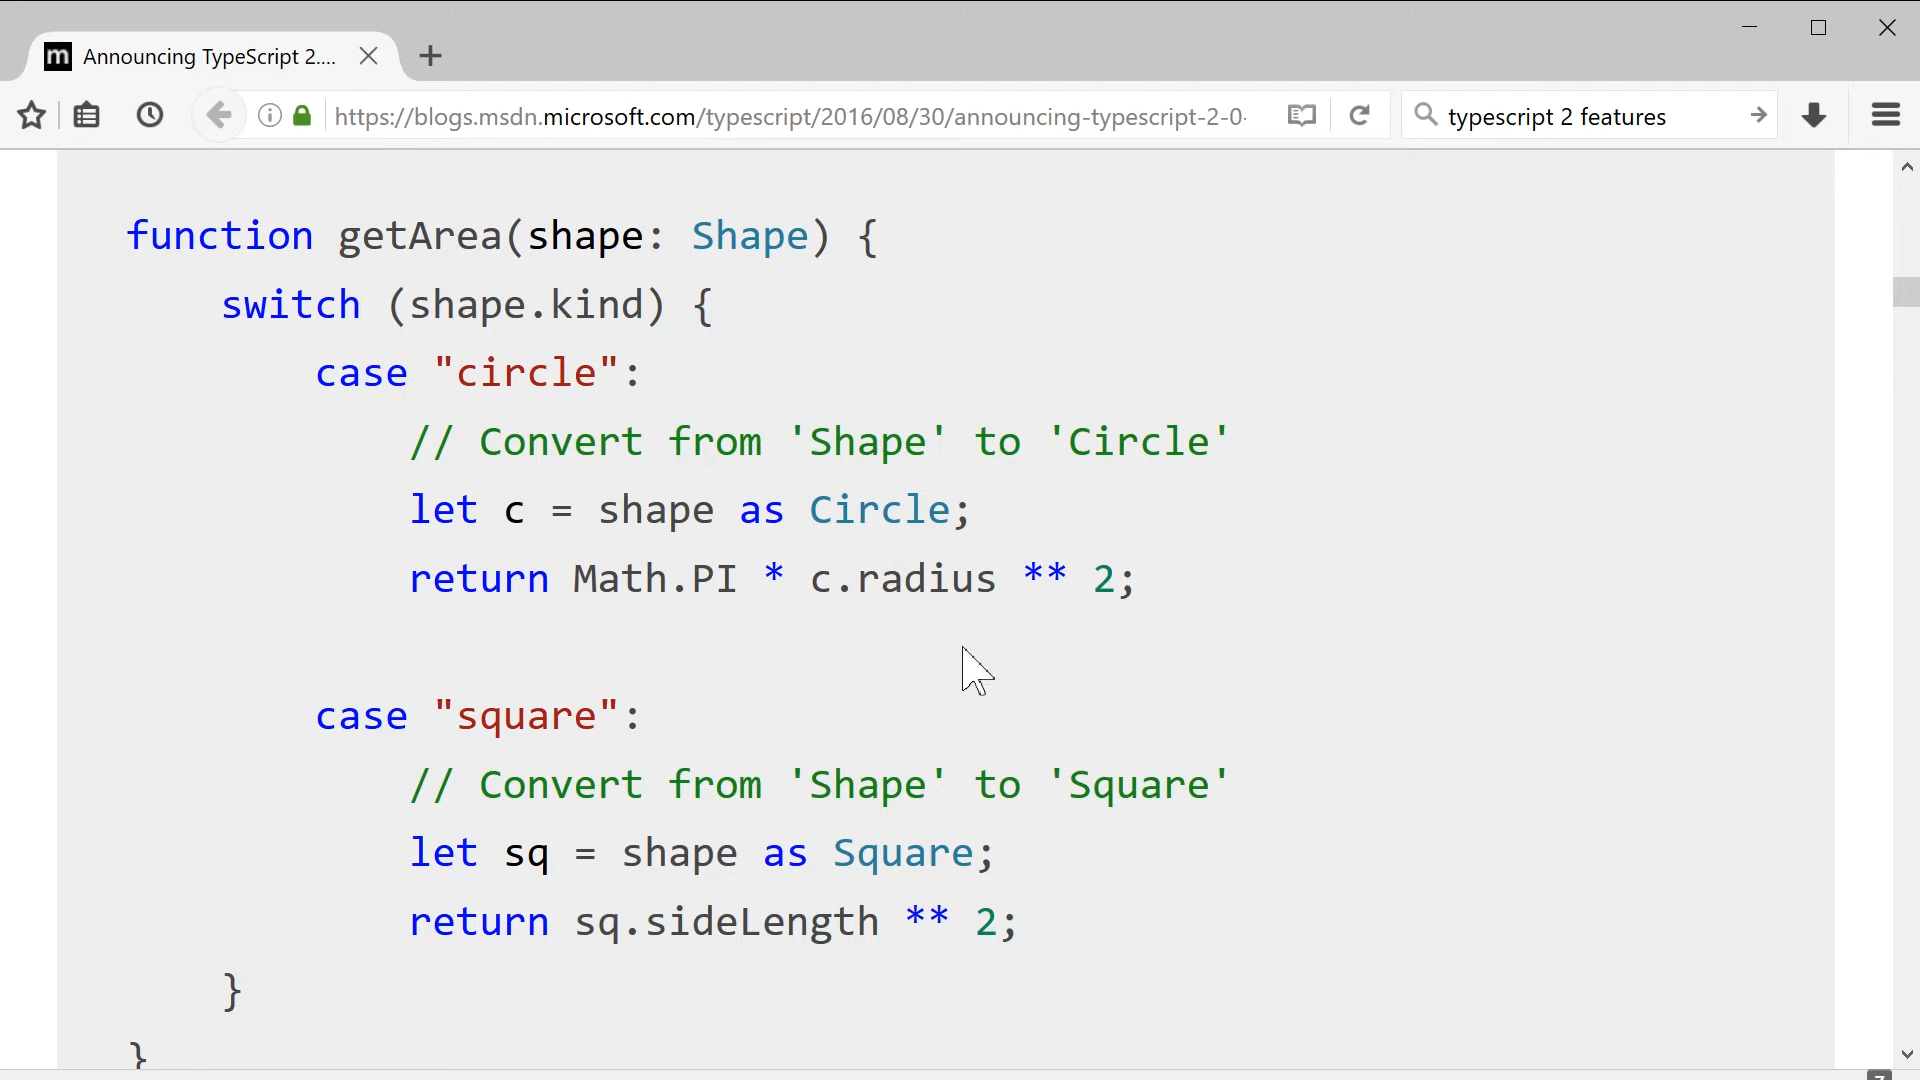 m Announcing TypeScript 2....
https://blogs.msdn.microsoft.com/typescript/2016/08/30/announcing-typescript-2-0-
typescript 2 features
function getArea(shape: Shape) {
switch (shape.kind) {
case "circle":
// Convert from 'Shape' to 'Circle'
let c = shape as Circle;
return Math.PI * c.radius ** 2;
case "square":
// Convert from 'Shape' to 'Square'
let sq = shape as Square;
return sq.sideLength ** 2;
}
}